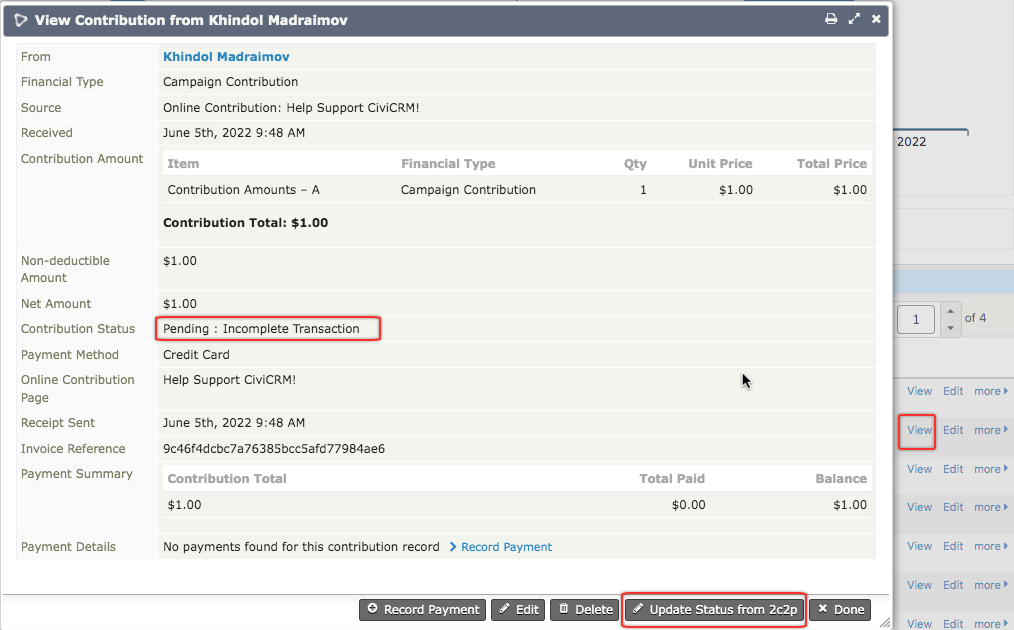 View Contribution from Khindol Madraimov
From Khindol Madraimov
Financial Type Campaign Contribution
Source Online Contribution: Help Support CiviCRM!
Received June 5th, 2022 9:48 AM
Contribution Amount Item Financial Type Qty Unit Price Total Price
Contribution Amounts – A Campaign Contribution 1 $1.00 $1.00
Contribution Total: $1.00
Non-deductible $1.00
Amount
Net Amount $1.00
Contribution Status Pending : Incomplete Transaction
Payment Method Credit Card
Online Contribution Help Support CiviCRM!
Page
Receipt Sent June 5th, 2022 9:48 AM
Invoice Reference 9c46f4dcbc7a76385bcc5afd77984ae6
Payment Summary Contribution Total Total Paid Balance
$1.00 $0.00 $1.00
Payment Details No payments found for this contribution record Record Payment
Record Payment Edit Delete Update Status from 2c2p Done
2022
1 of 4
View Edit more
View Edit more
View Edit more
View Edit more
View Edit more
View Edit more
View Edit more